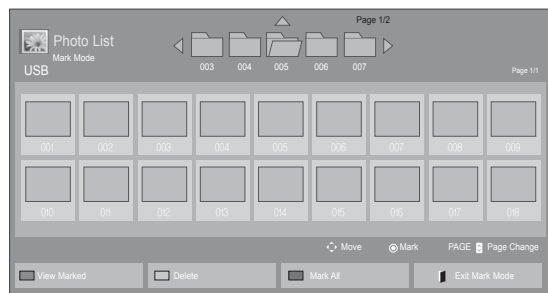 Page 1/2
Photo List
Mark Mode
USB
003 004 005 006 007
Page 1/1
001 002 003 004 005 006 007 008 009
010 011 012 013 014 015 016 017 018
Move Mark PAGE Page Change
View Marked Delete Mark All Exit Mark Mode